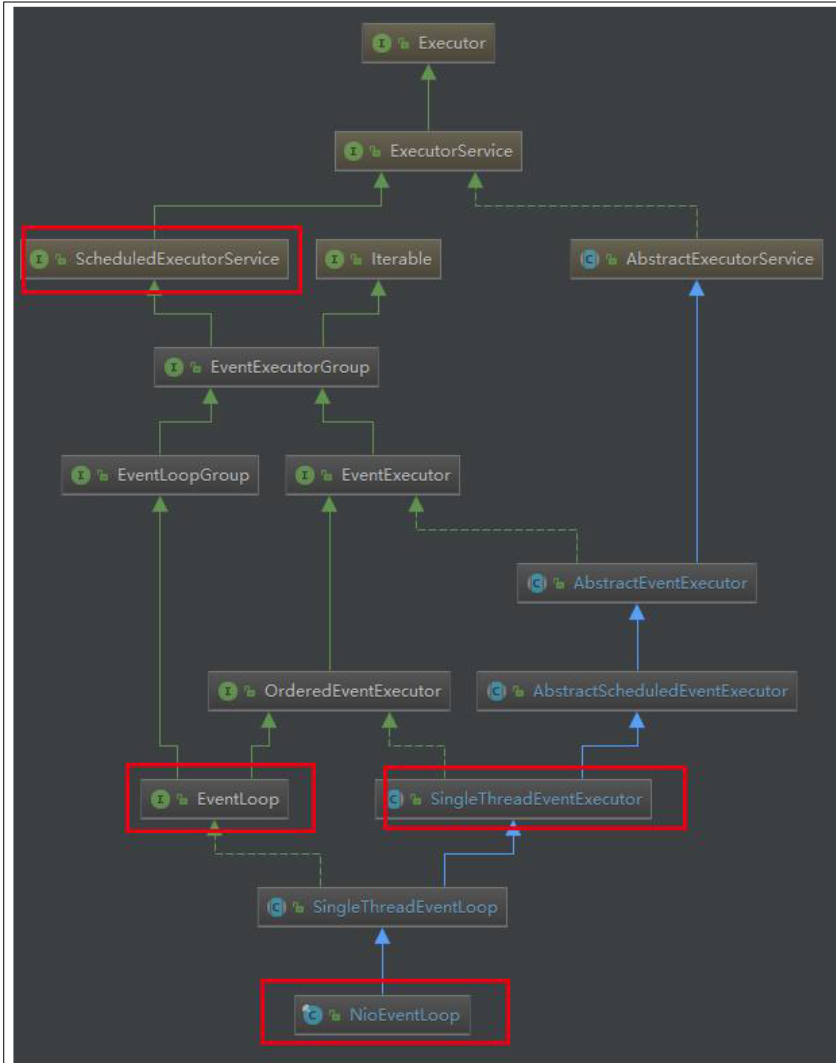 Executor
ExecutorService
ScheduledExecutorService
Iterable
AbstractExecutorService
EventExecutorGroup
EventLoopGroup
EventExecutor
AbstractEventExecutor
OrderedEventExecutor
AbstractScheduledEventExecutor
EventLoop
SingleThreadEventExecutor
SingleThreadEventLoop
NioEventLoop